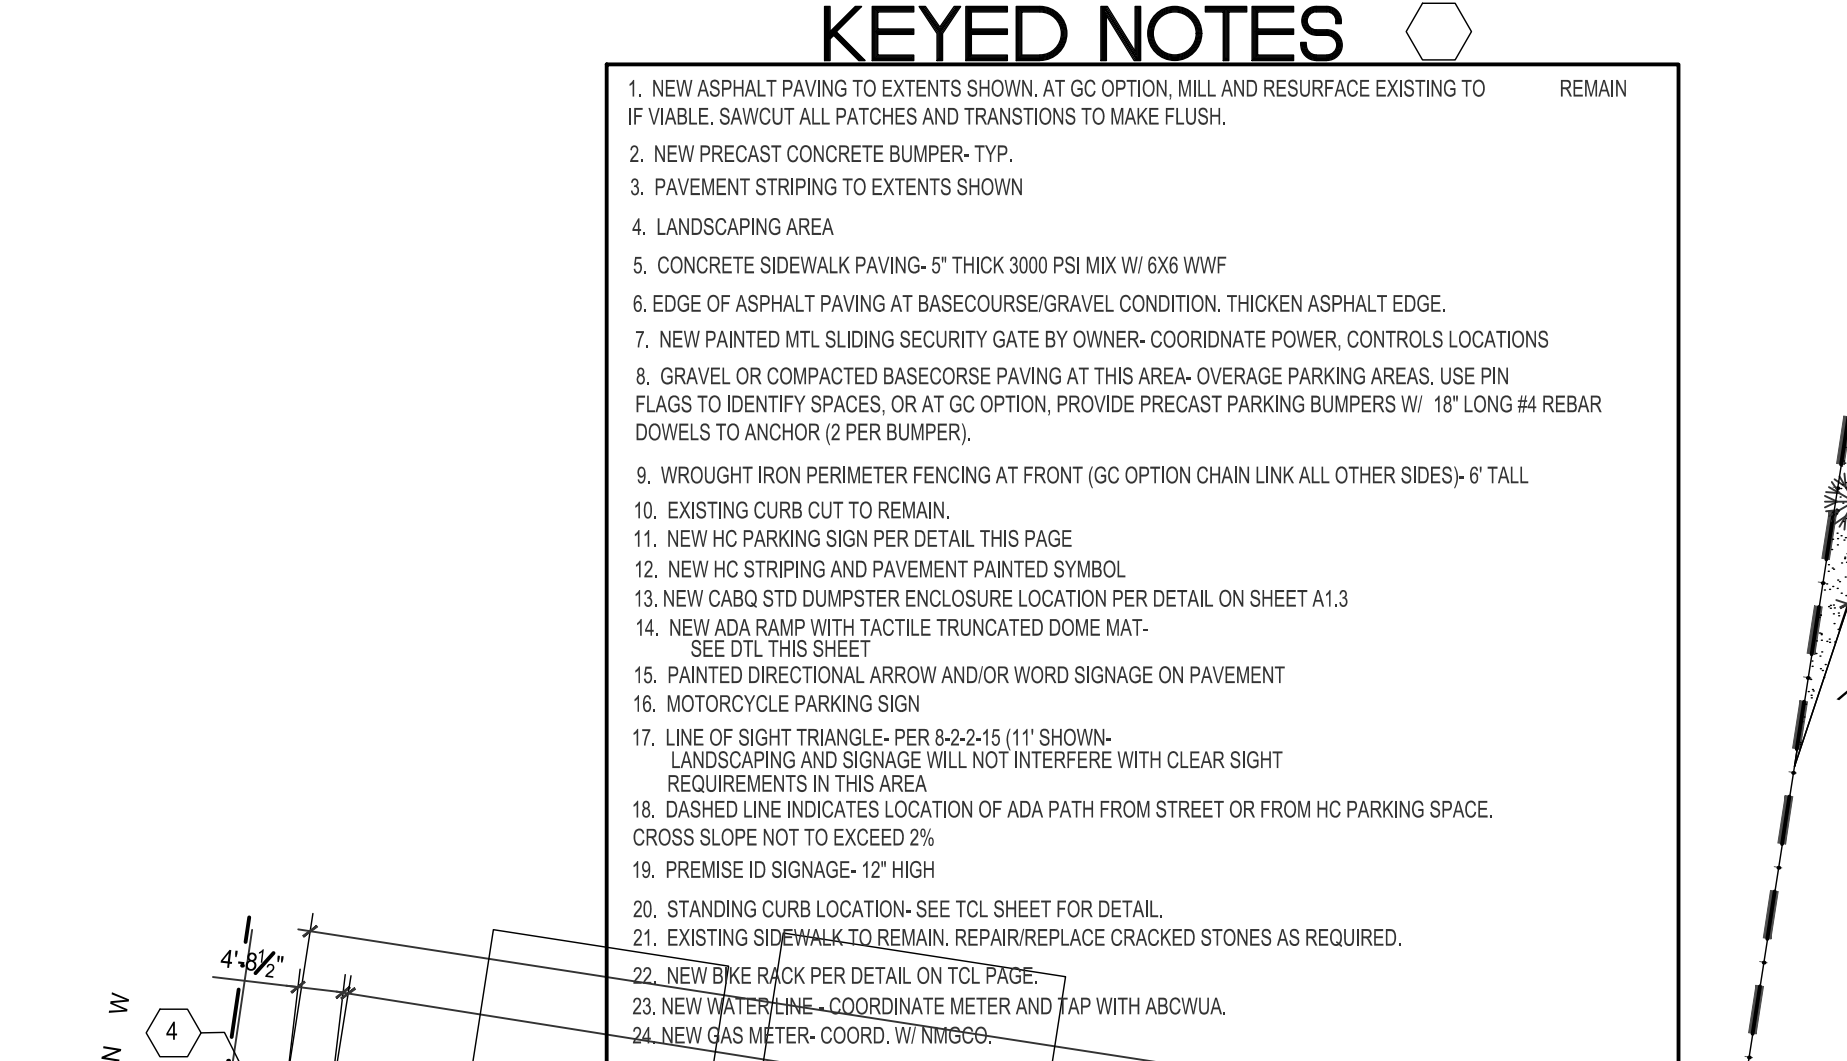 KEYED NOTES
1. NEW ASPHALT PAVING TO EXTENTS SHOWN. AT GC OPTION, MILL AND RESURFACE EXISTING TO REMAIN
IF VIABLE. SAWCUT ALL PATCHES AND TRANSTIONS TO MAKE FLUSH.
2. NEW PRECAST CONCRETE BUMPER- TYP.
3. PAVEMENT STRIPING TO EXTENTS SHOWN
4. LANDSCAPING AREA
5. CONCRETE SIDEWALK PAVING- 5" THICK 3000 PSI MIX W/ 6X6 WWF
6. EDGE OF ASPHALT PAVING AT BASECOURSE/GRAVEL CONDITION. THICKEN ASPHALT EDGE.
7. NEW PAINTED MTL SLIDING SECURITY GATE BY OWNER- COORIDNATE POWER, CONTROLS LOCATIONS
8. GRAVEL OR COMPACTED BASECORSE PAVING AT THIS AREA- OVERAGE PARKING AREAS. USE PIN
FLAGS TO IDENTIFY SPACES, OR AT GC OPTION, PROVIDE PRECAST PARKING BUMPERS W/ 18" LONG #4 REBAR
DOWELS TO ANCHOR (2 PER BUMPER).
9. WROUGHT IRON PERIMETER FENCING AT FRONT (GC OPTION CHAIN LINK ALL OTHER SIDES)- 6' TALL
10. EXISTING CURB CUT TO REMAIN.
11. NEW HC PARKING SIGN PER DETAIL THIS PAGE
12. NEW HC STRIPING AND PAVEMENT PAINTED SYMBOL
13. NEW CABQ STD DUMPSTER ENCLOSURE LOCATION PER DETAIL ON SHEET A1.3
14. NEW ADA RAMP WITH TACTILE TRUNCATED DOME MAT-
SEE DTL THIS SHEET
15. PAINTED DIRECTIONAL ARROW AND/OR WORD SIGNAGE ON PAVEMENT
16. MOTORCYCLE PARKING SIGN
17. LINE OF SIGHT TRIANGLE- PER 8-2-2-15 (11' SHOWN-
LANDSCAPING AND SIGNAGE WILL NOT INTERFERE WITH CLEAR SIGHT
REQUIREMENTS IN THIS AREA
18. DASHED LINE INDICATES LOCATION OF ADA PATH FROM STREET OR FROM HC PARKING SPACE.
CROSS SLOPE NOT TO EXCEED 2%
19. PREMISE ID SIGNAGE- 12" HIGH
20. STANDING CURB LOCATION- SEE TCL SHEET FOR DETAIL.
21. EXISTING SIDEWALK TO REMAIN. REPAIR/REPLACE CRACKED STONES AS REQUIRED.
22. NEW BIKE RACK PER DETAIL ON TCL PAGE.
23. NEW WATER LINE - COORDINATE METER AND TAP WITH ABCWUA.
24. NEW GAS METER- COORD. W/ NMGCO.
4'-8½"
4
N W